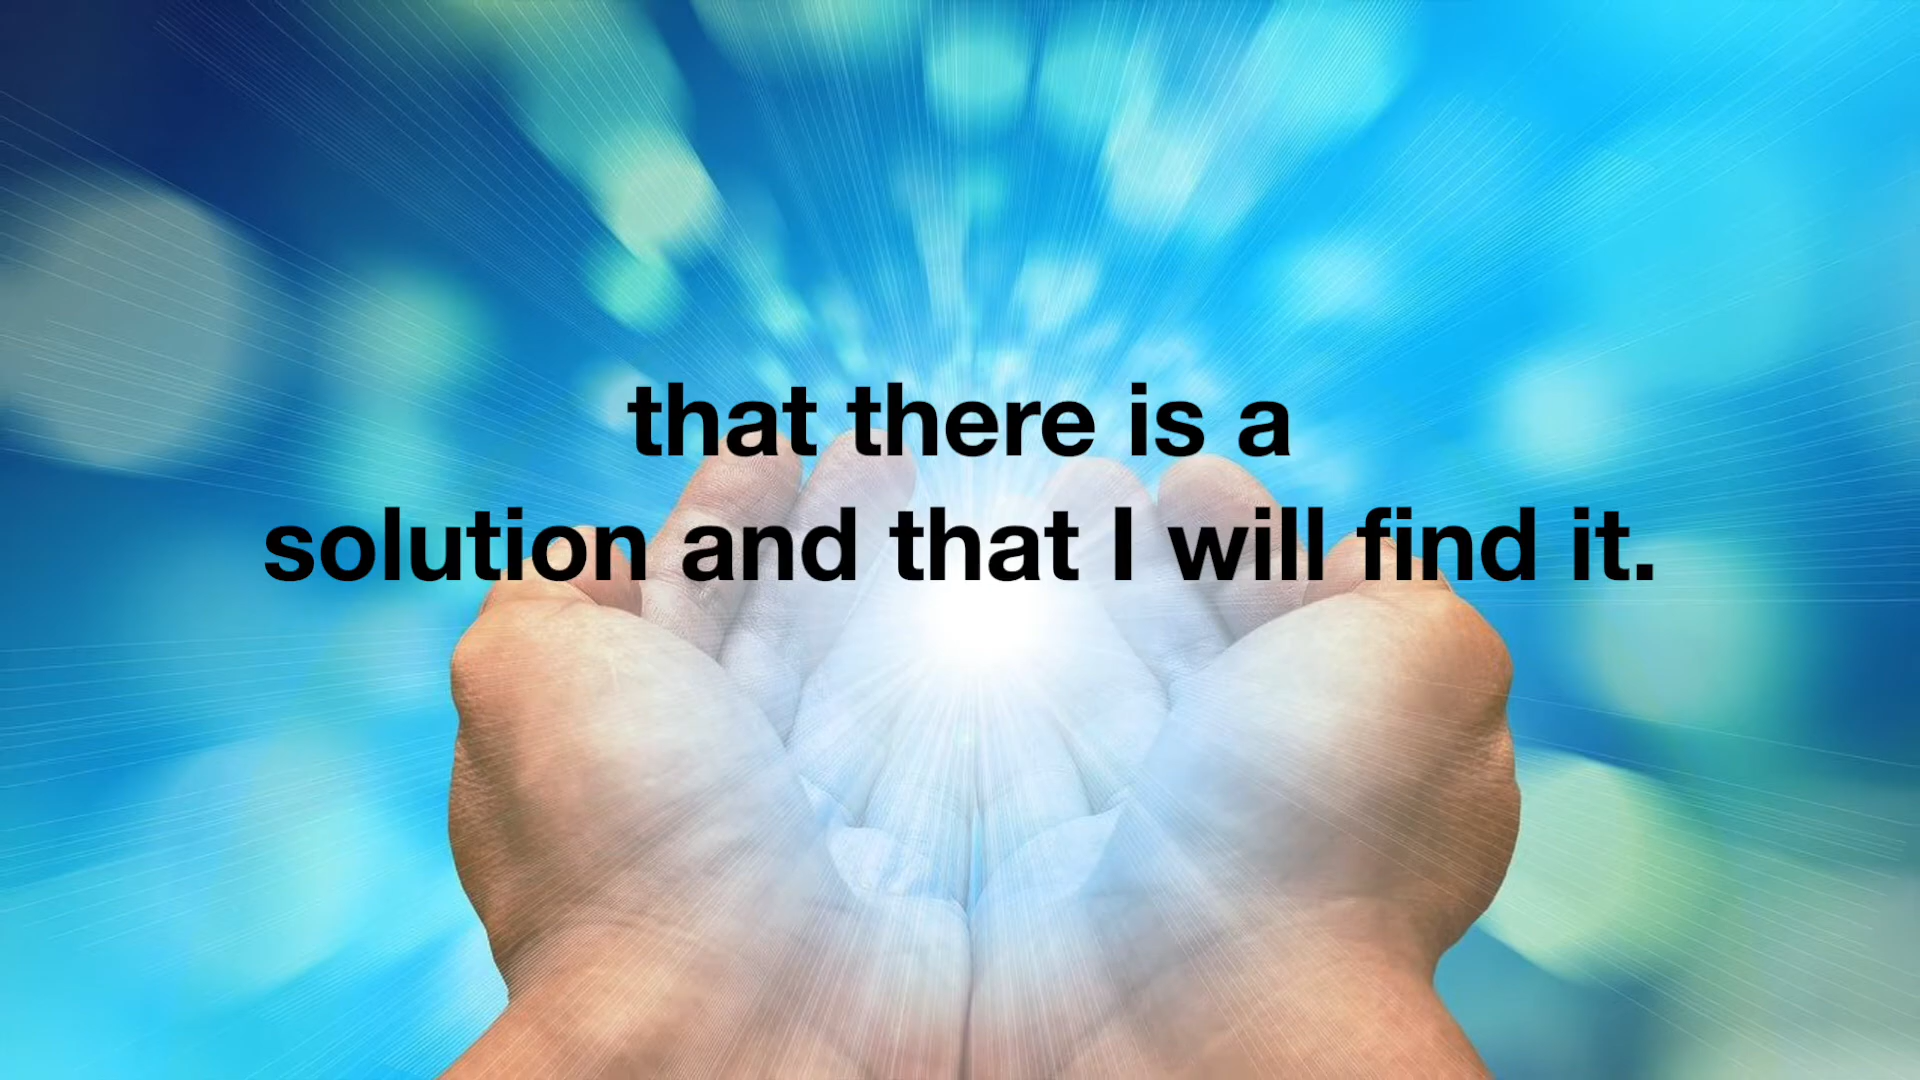 that there is a
solution and that I will find it.